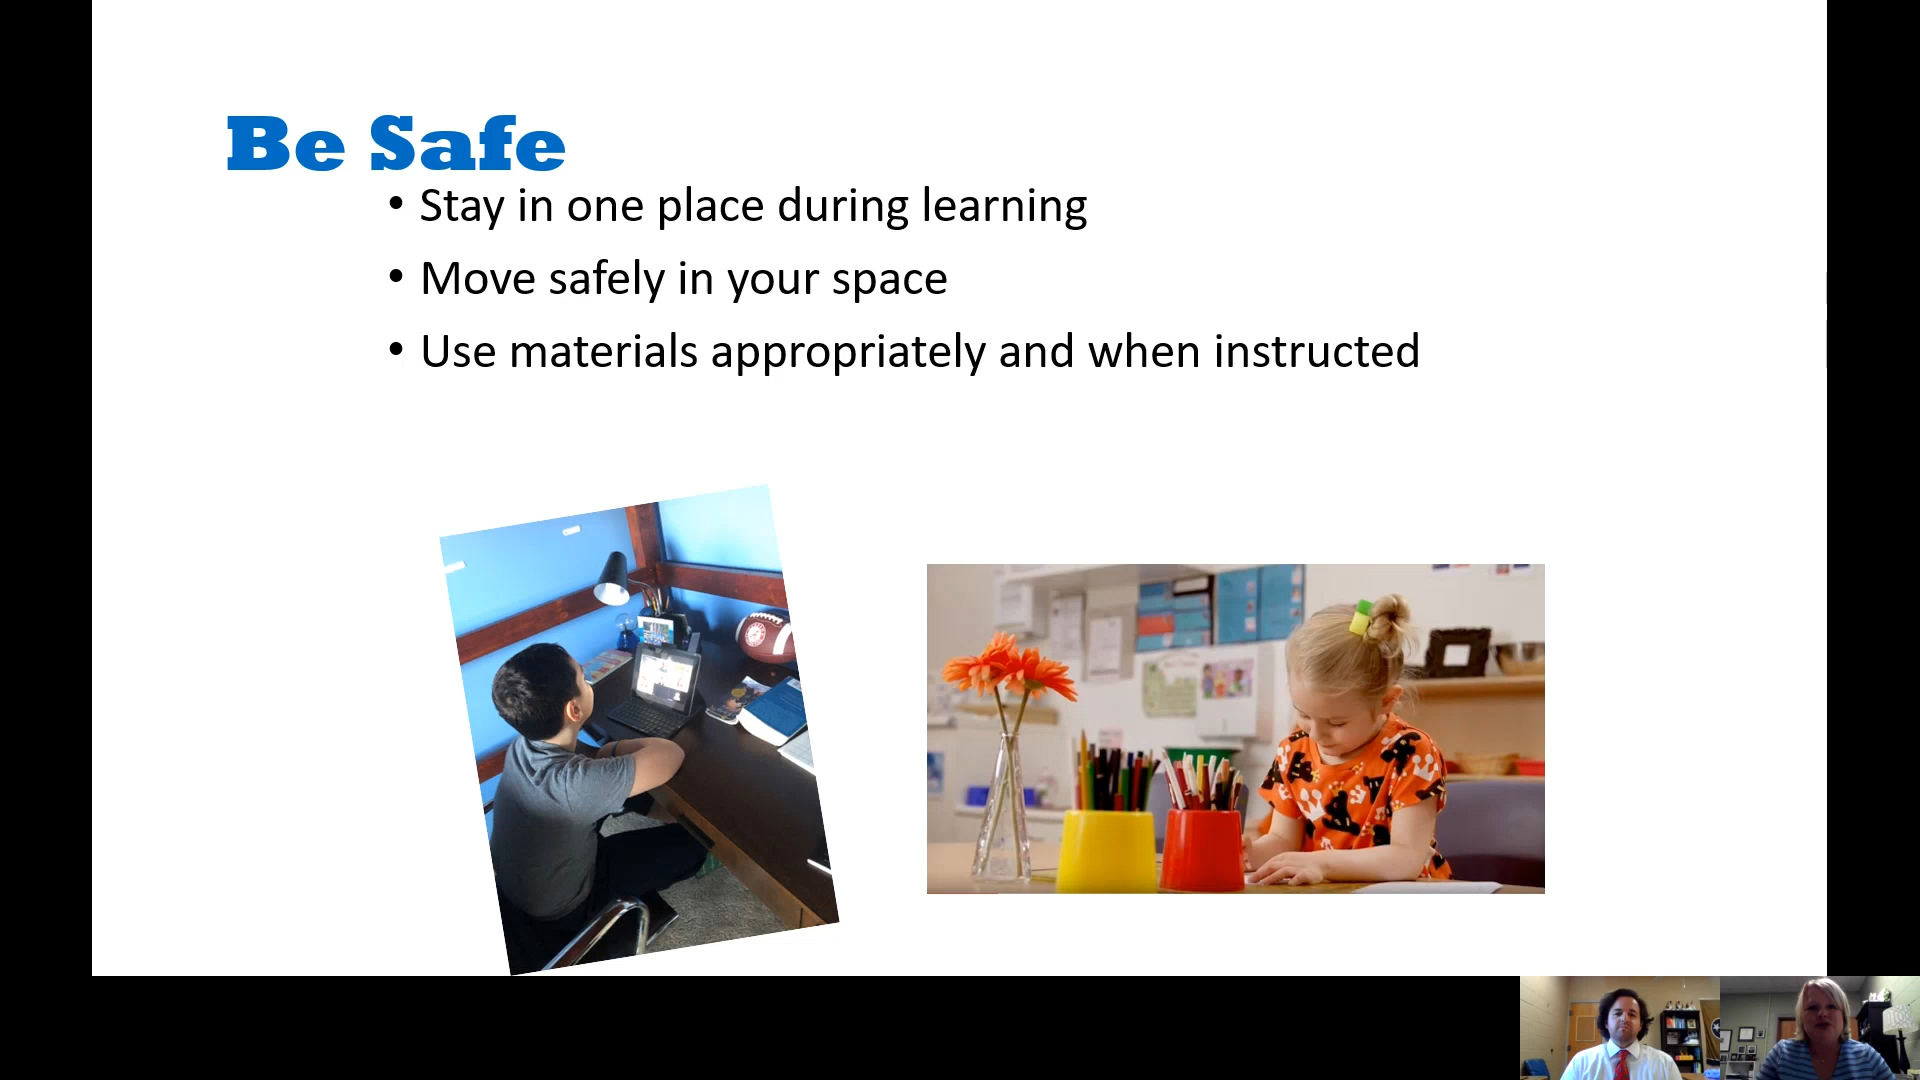 Be Safe
• Stay in one place during learning
• Move safely in your space
• Use materials appropriately and when instructed